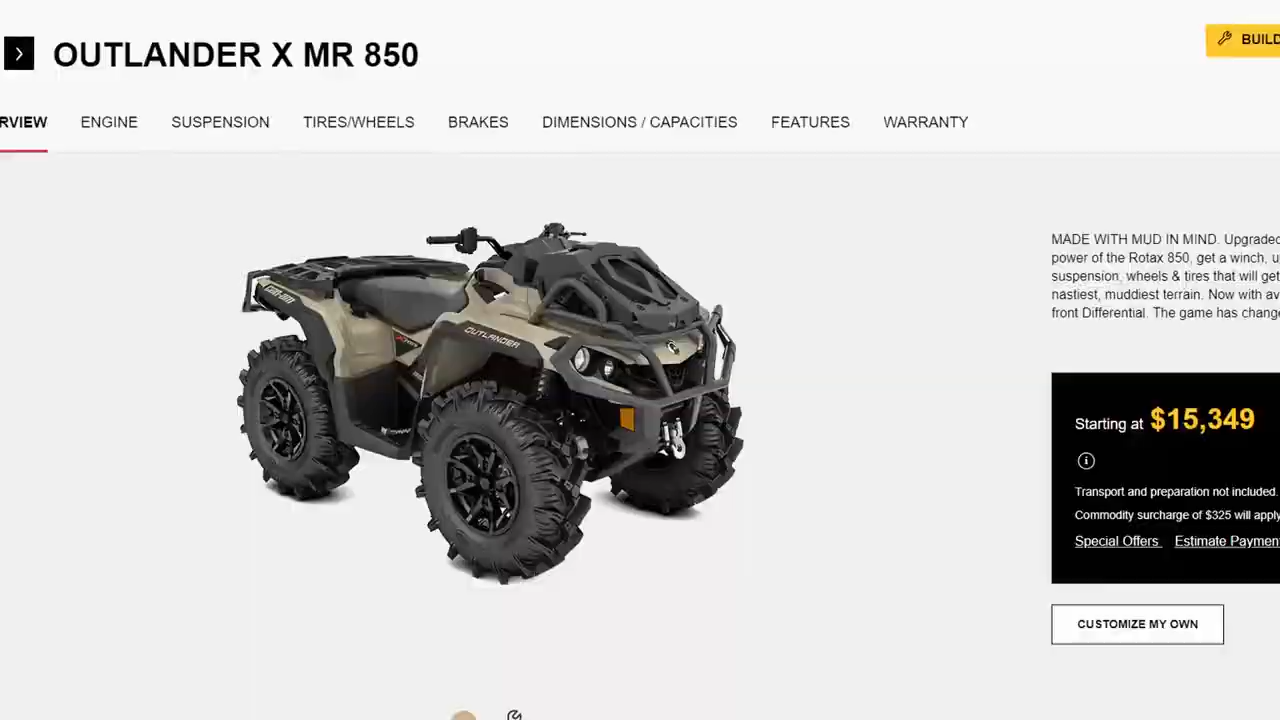 OUTLANDER X MR 850
BUILD
RVIEW ENGINE SUSPENSION TIRES/WHEELS BRAKES DIMENSIONS / CAPACITIES FEATURES WARRANTY
MADE WITH MUD IN MIND. Upgraded
power of the Rotax 850, get a winch, u
suspension, wheels & tires that will get
nastiest, muddiest terrain. Now with av
front Differential. The game has change
can-am
OUTLANDER
Starting at $15,349
Transport and preparation not included.
Commodity surcharge of $325 will apply
Special Offers Estimate Paymen
CUSTOMIZE MY OWN